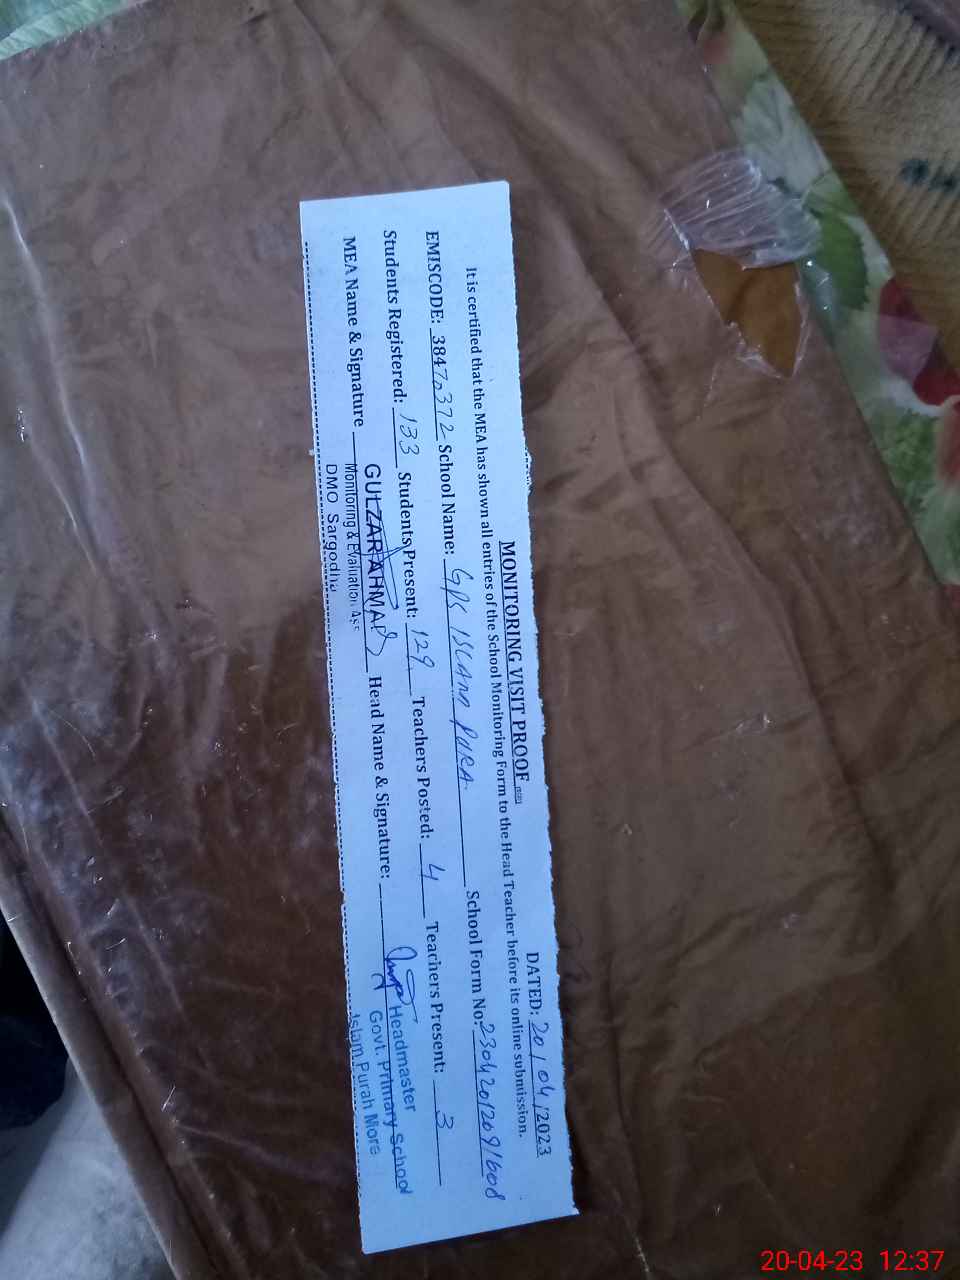 MONITORING VISIT PROOF
DATED: 20/04/2023
It is certified that the MEA has shown all entries of the School Monitoring Form to the Head Teacher before its online submission.
EMISCODE: 38470372 School Name: GPS ISLAM PURA School Form No: 23042012091608
Students Registered: 133 Students Present: 129 Teachers Posted: 4 Teachers Present: 3
MEA Name & Signature GULZAR AHMAD Head Name & Signature:
Monitoring & Evaluation Ass
DMO Sargodha
Headmaster
Govt. Primary School
Islam Purah More
20-04-23 12:37